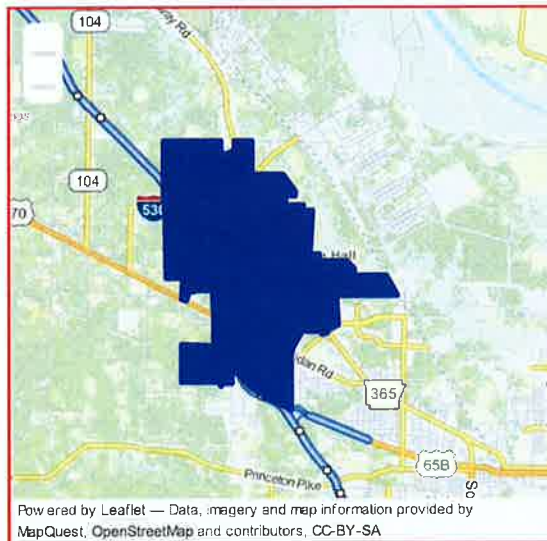 104
104
530
70
Hall
Rd
365
65B
Princeton Pike
So
Powered by Leaflet — Data, imagery and map information provided by
MapQuest, OpenStreetMap and contributors, CC-BY-SA